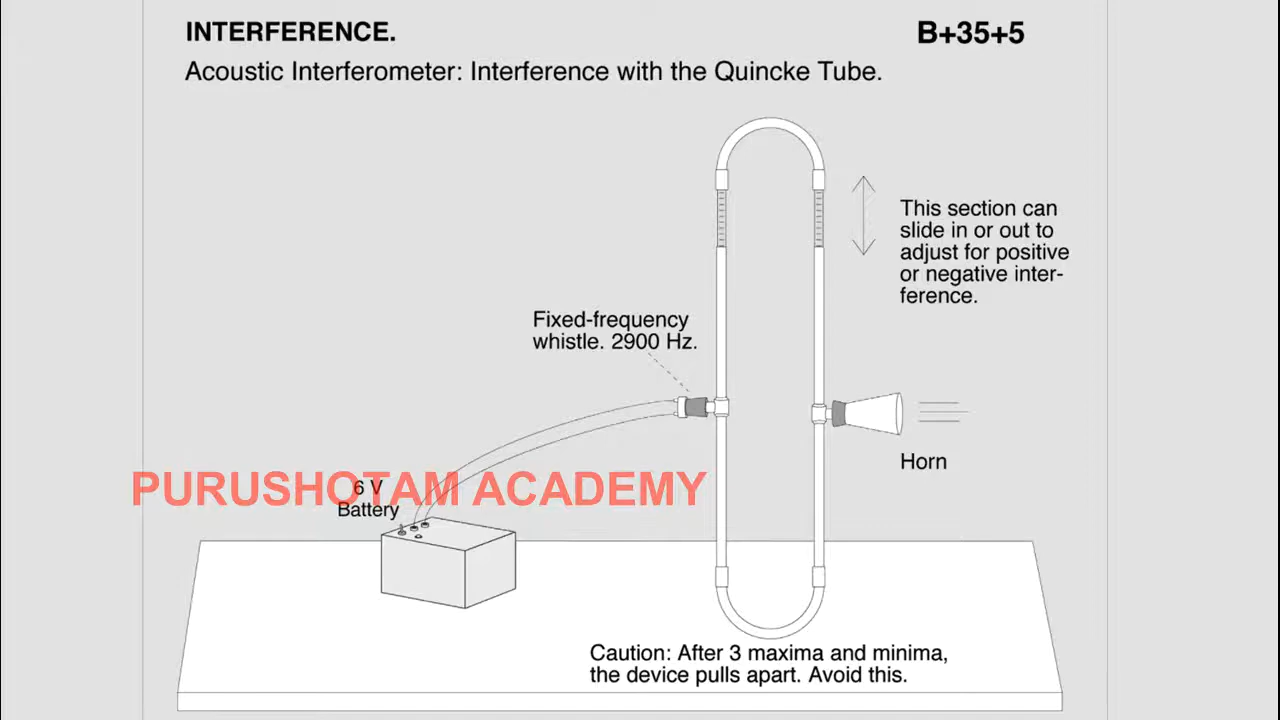 INTERFERENCE.
B+35+5
Acoustic Interferometer: Interference with the Quincke Tube.
This section can
slide in or out to
adjust for positive
or negative inter-
ference.
Fixed-frequency
whistle. 2900 Hz.
Horn
PURUSHOTAM ACADEMY
6 V
Battery
Caution: After 3 maxima and minima,
the device pulls apart. Avoid this.